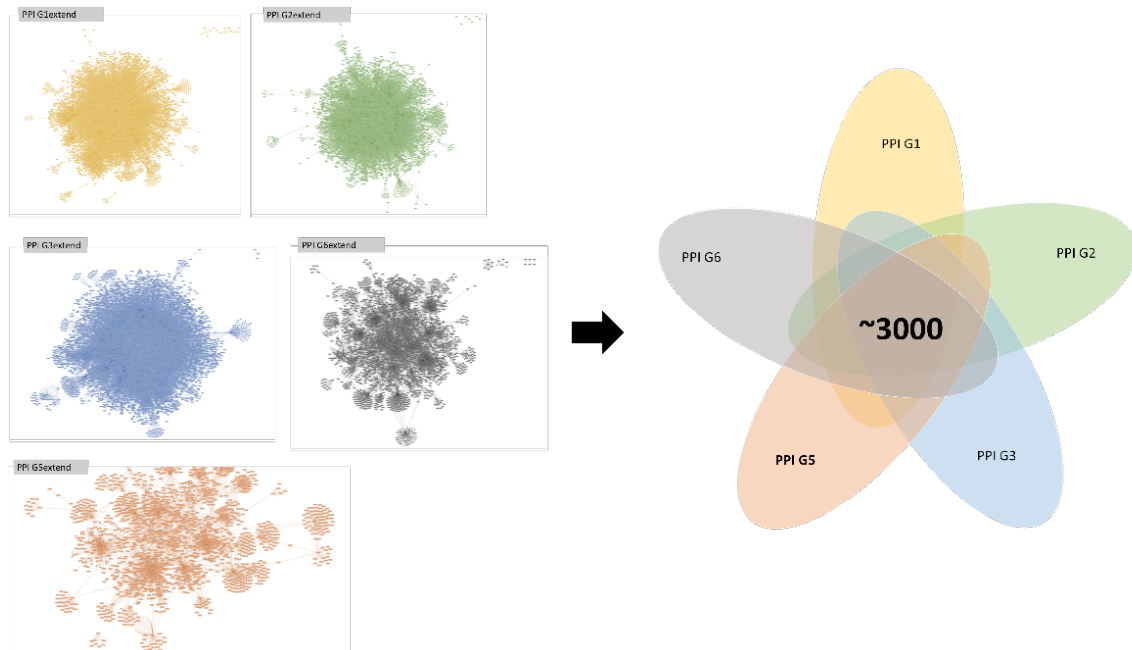 PPI G1extend
PPI G2extend
PPI G3extend
PPI G6extend
PPI G5extend
PPI G1
PPI G2
PPI G6
~3000
PPI G5
PPI G3